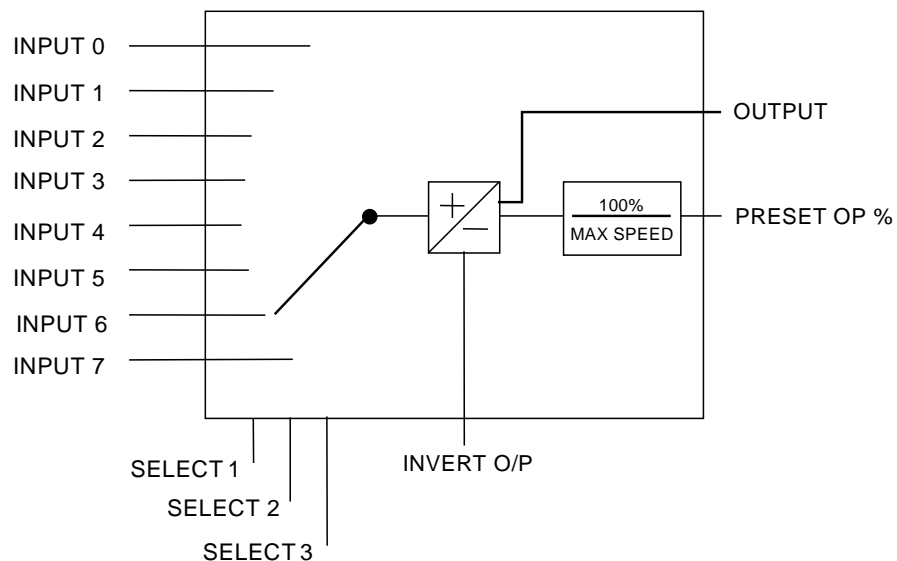 INPUT 0
INPUT 1
INPUT 2
INPUT 3
INPUT 4
INPUT 5
INPUT 6
INPUT 7
+
−
100%
MAX SPEED
OUTPUT
PRESET OP %
SELECT 1
SELECT 2
SELECT 3
INVERT O/P